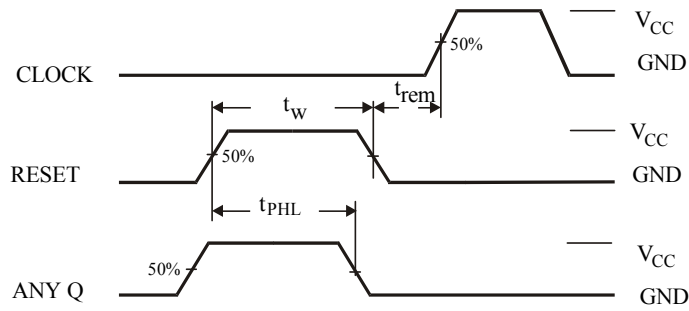 V_CC
50%
CLOCK
GND
t_rem
t_w
V_CC
50%
RESET
GND
t_PHL
V_CC
50%
ANY Q
GND